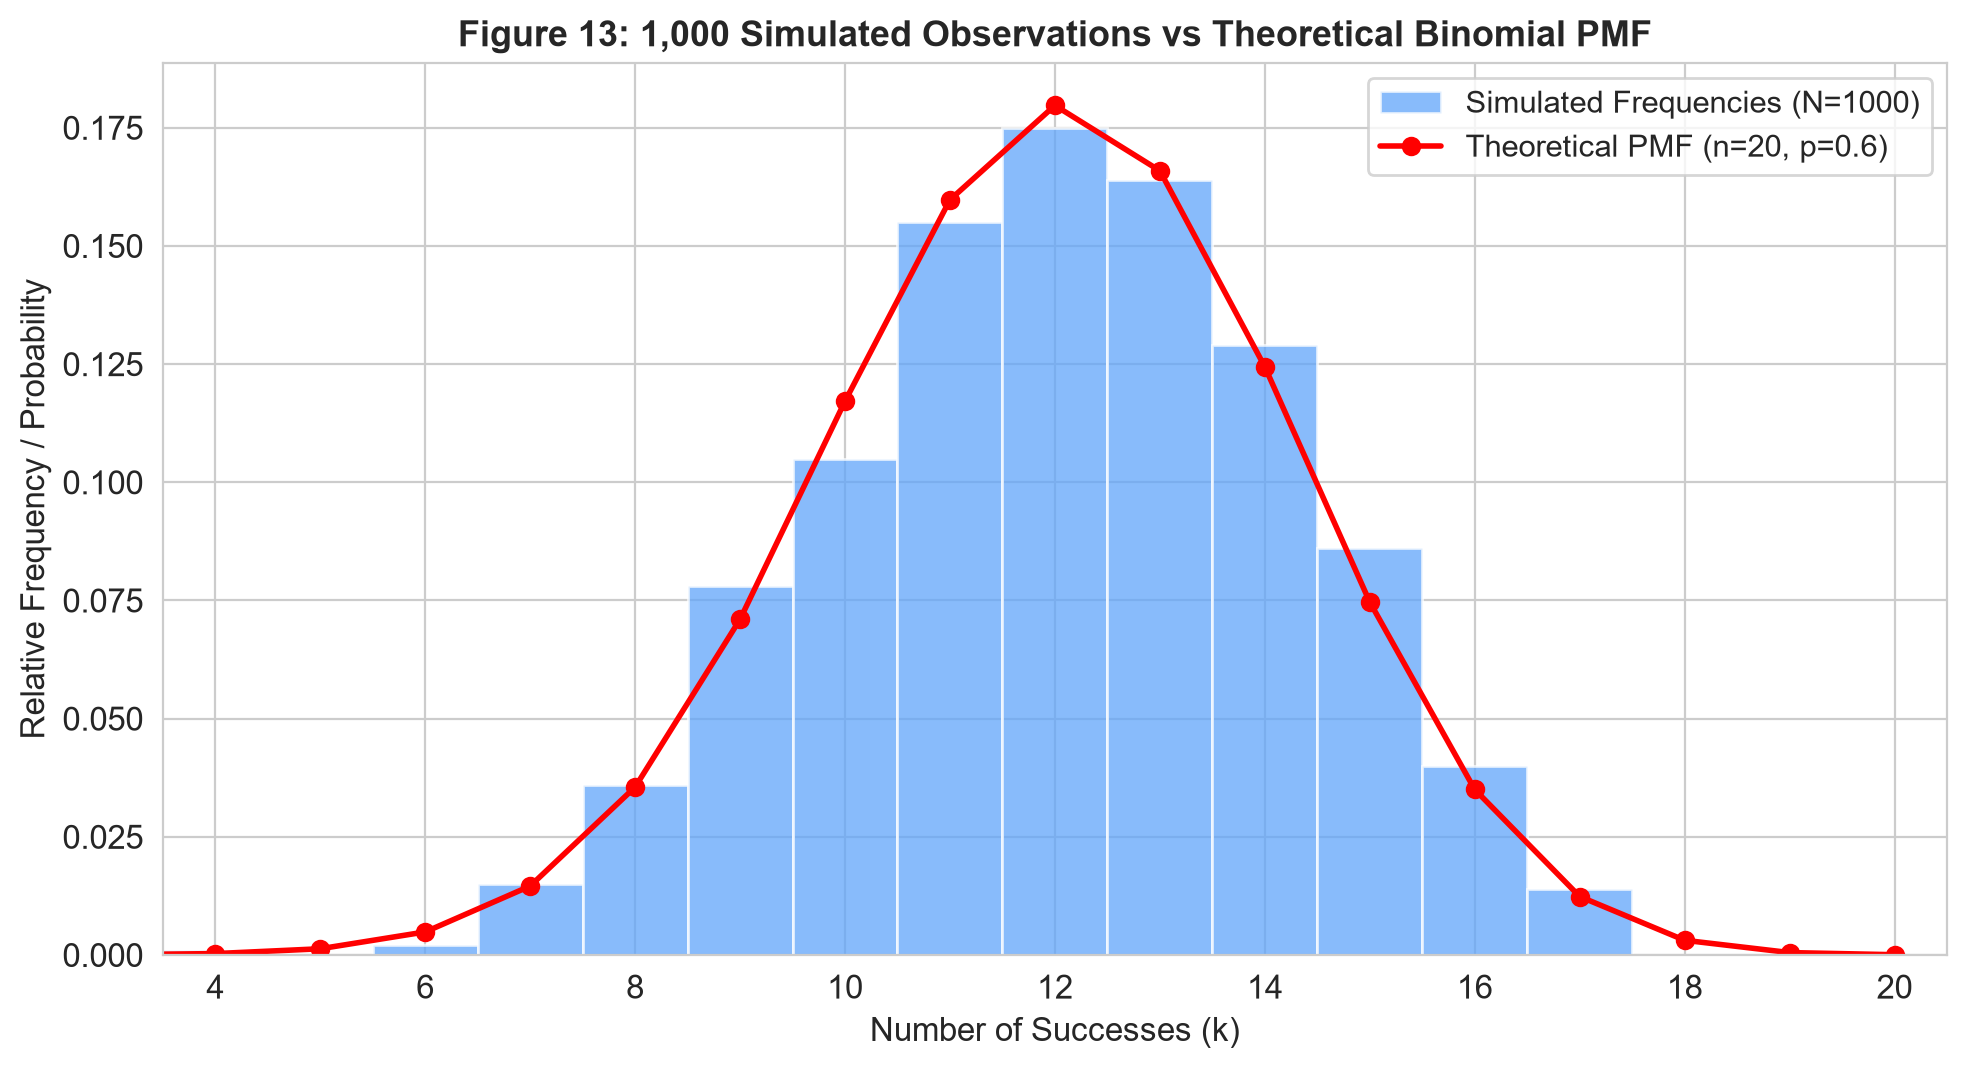 Figure 13: 1,000 Simulated Observations vs Theoretical Binomial PMF
Simulated Frequencies (N=1000)
Theoretical PMF (n=20, p=0.6)
Relative Frequency / Probability
0.175
0.150
0.125
0.100
0.075
0.050
0.025
0.000
4 6 8 10 12 14 16 18 20
Number of Successes (k)